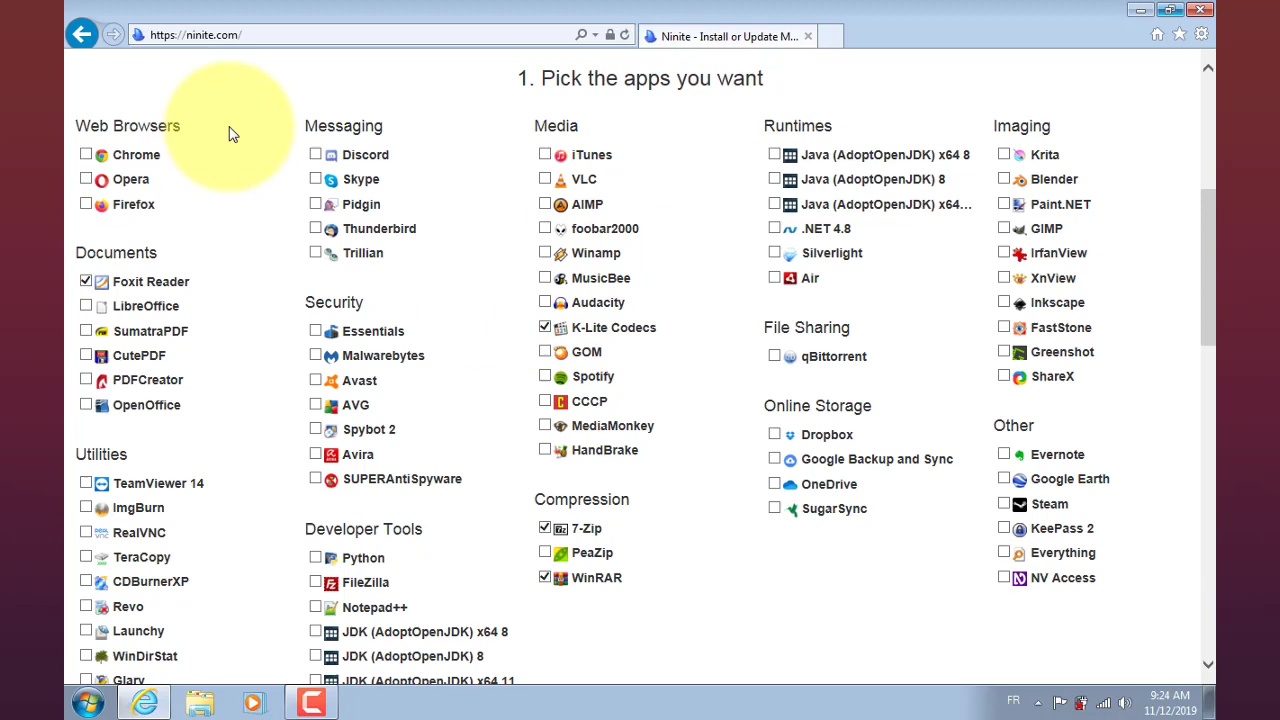 https://ninite.com/
Ninite - Install or Update M...
1. Pick the apps you want
Web Browsers
Chrome
Opera
Firefox
Documents
Foxit Reader
LibreOffice
SumatraPDF
CutePDF
PDFCreator
OpenOffice
Utilities
TeamViewer 14
ImgBurn
RealVNC
TeraCopy
CDBurnerXP
Revo
Launchy
WinDirStat
Glary
Messaging
Discord
Skype
Pidgin
Thunderbird
Trillian
Security
Essentials
Malwarebytes
Avast
AVG
Spybot 2
Avira
SUPERAntiSpyware
Developer Tools
Python
FileZilla
Notepad++
JDK (AdoptOpenJDK) x64 8
JDK (AdoptOpenJDK) 8
JDK (AdoptOpenJDK) x64 11
Media
iTunes
VLC
AIMP
foobar2000
Winamp
MusicBee
Audacity
K-Lite Codecs
GOM
Spotify
CCCP
MediaMonkey
HandBrake
Compression
7-Zip
PeaZip
WinRAR
Runtimes
Java (AdoptOpenJDK) x64 8
Java (AdoptOpenJDK) 8
Java (AdoptOpenJDK) x64...
.NET 4.8
Silverlight
Air
File Sharing
qBittorrent
Online Storage
Dropbox
Google Backup and Sync
OneDrive
SugarSync
Imaging
Krita
Blender
Paint.NET
GIMP
IrfanView
XnView
Inkscape
FastStone
Greenshot
ShareX
Other
Evernote
Google Earth
Steam
KeePass 2
Everything
NV Access
FR
9:24 AM
11/12/2019